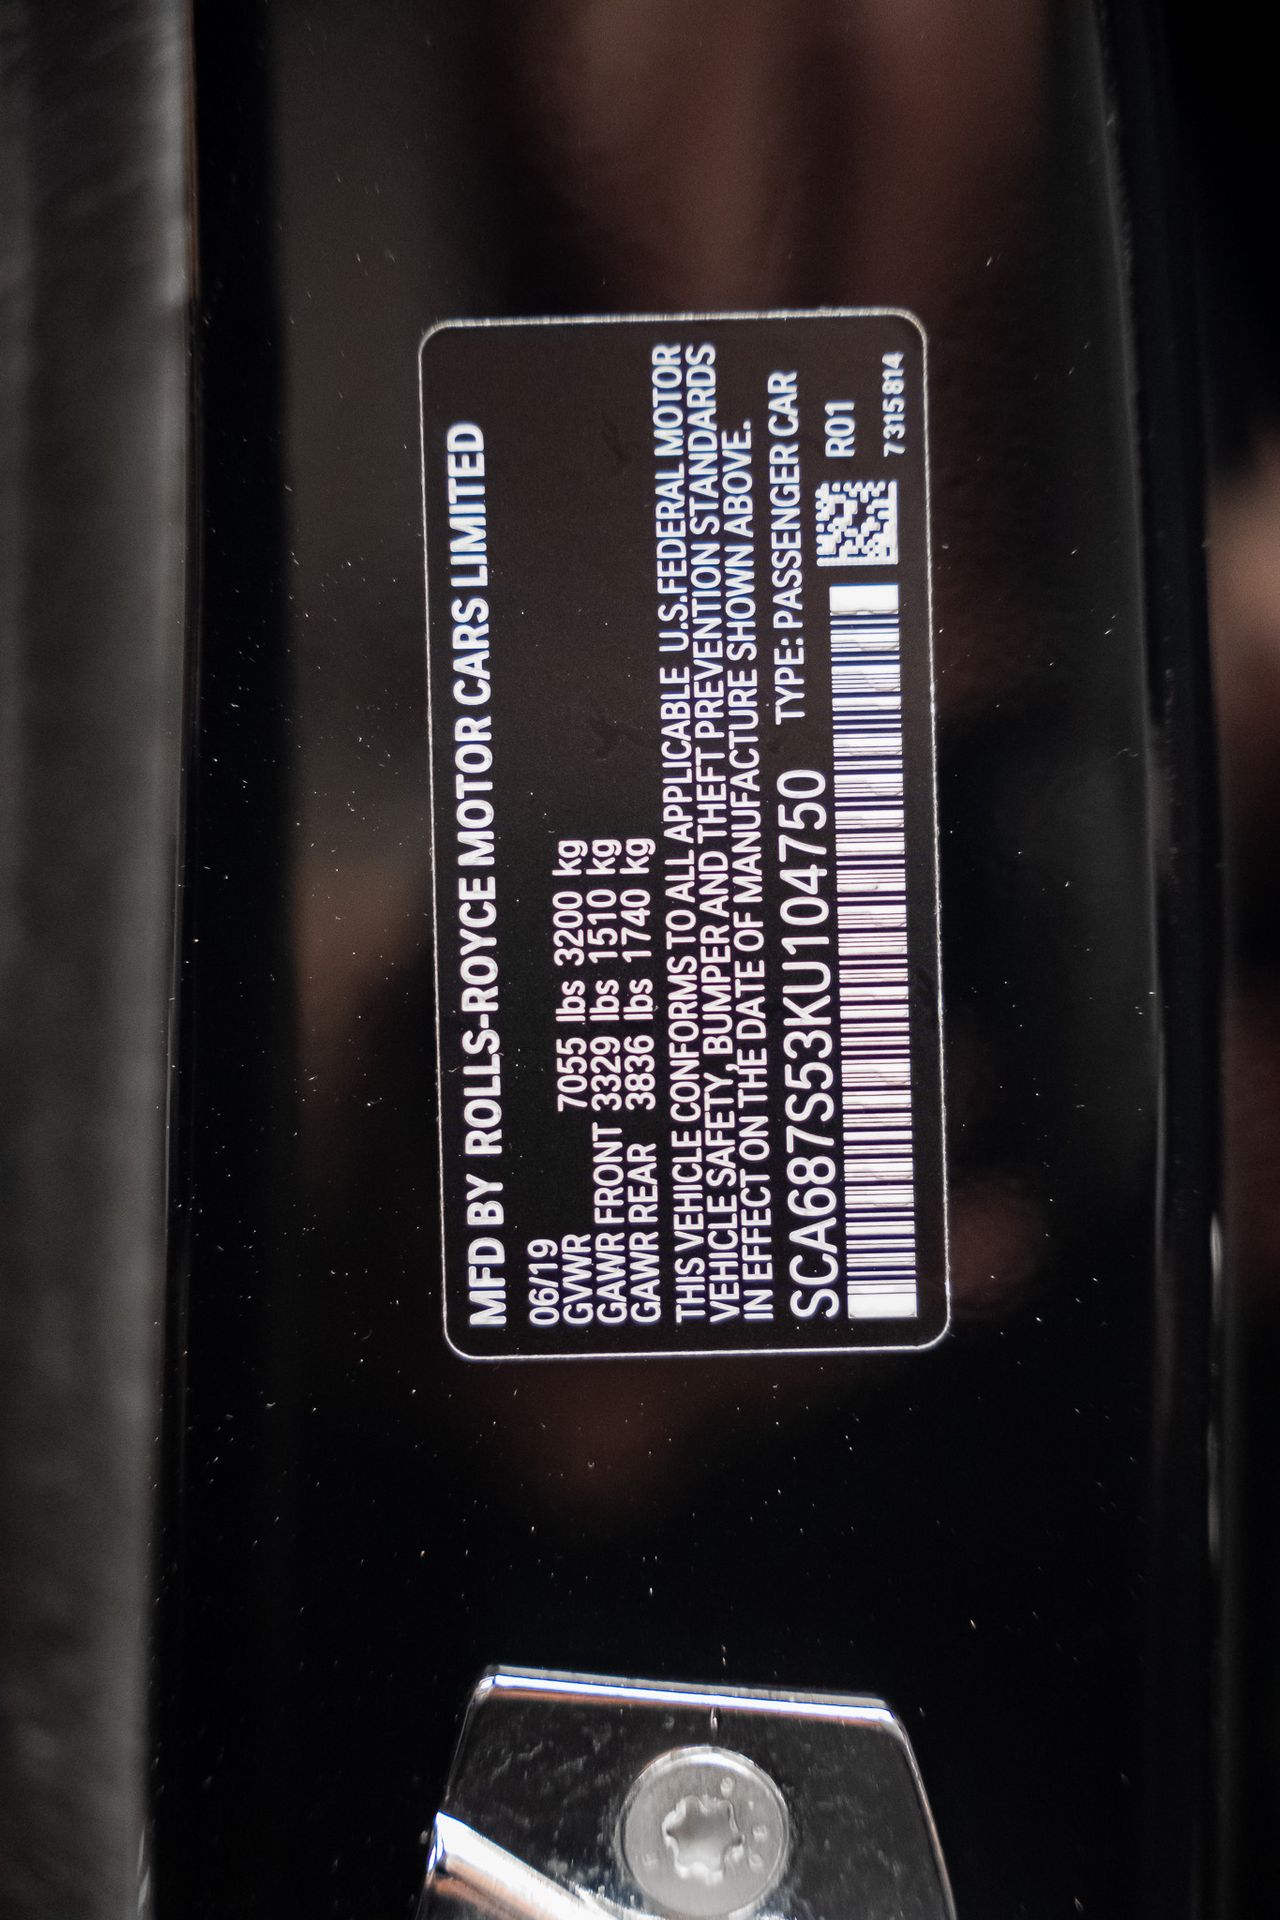 MFD BY ROLLS-ROYCE MOTOR CARS LIMITED
06/19
GVWR 7055 lbs 3200 kg
GAWR FRONT 3329 lbs 1510 kg
GAWR REAR 3836 lbs 1740 kg
THIS VEHICLE CONFORMS TO ALL APPLICABLE U.S.FEDERAL MOTOR
VEHICLE SAFETY, BUMPER AND THEFT PREVENTION STANDARDS
IN EFFECT ON THE DATE OF MANUFACTURE SHOWN ABOVE.
SCA687S53KU104750 TYPE: PASSENGER CAR
R01
7315814